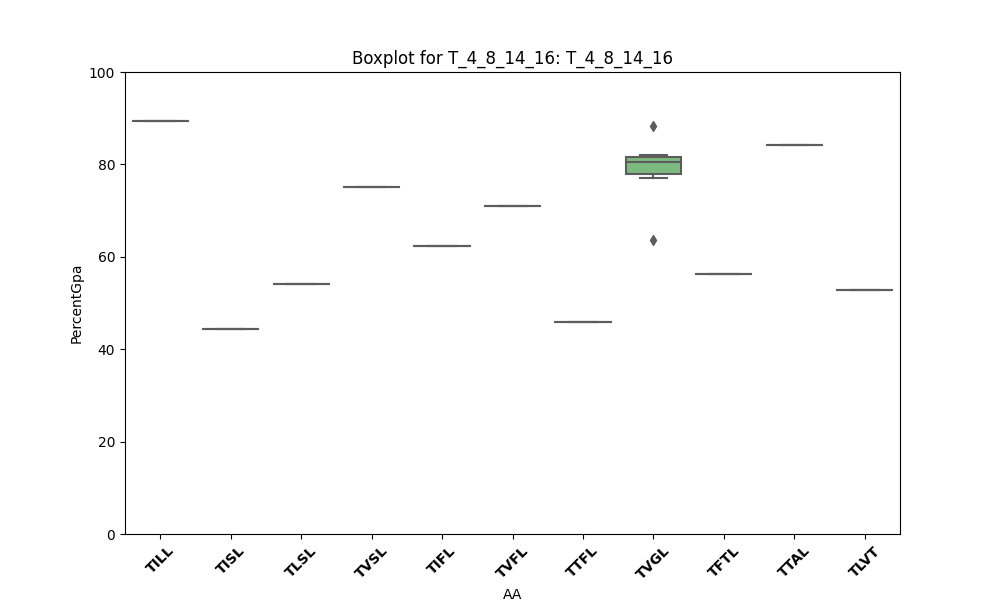 Boxplot for T_4_8_14_16: T_4_8_14_16
100
80
60
40
20
0
PercentGpa
TILL
TISL
TLSL
TVSL
TIFL
TVFL
TTFL
TVGL
TFTL
TTAL
TLVT
AA